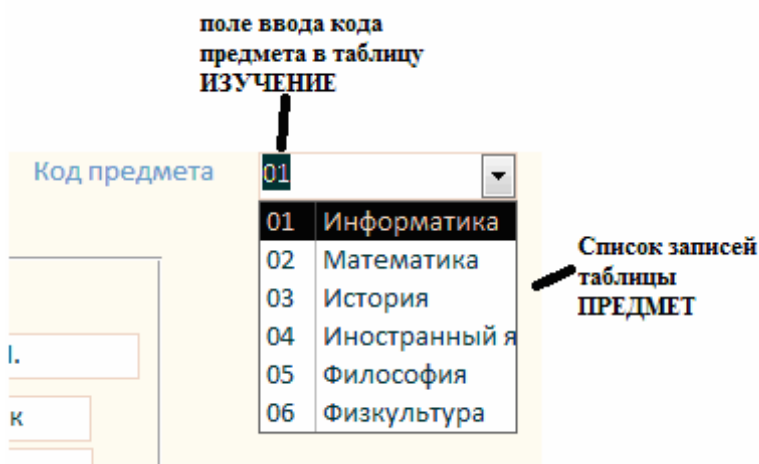 поле ввода кода
предмета в таблицу
ИЗУЧЕНИЕ
Код предмета 01
01 Информатика
02 Математика
03 История
04 Иностранный я
05 Философия
06 Физкультура
Список записей
таблицы
ПРЕДМЕТ
к